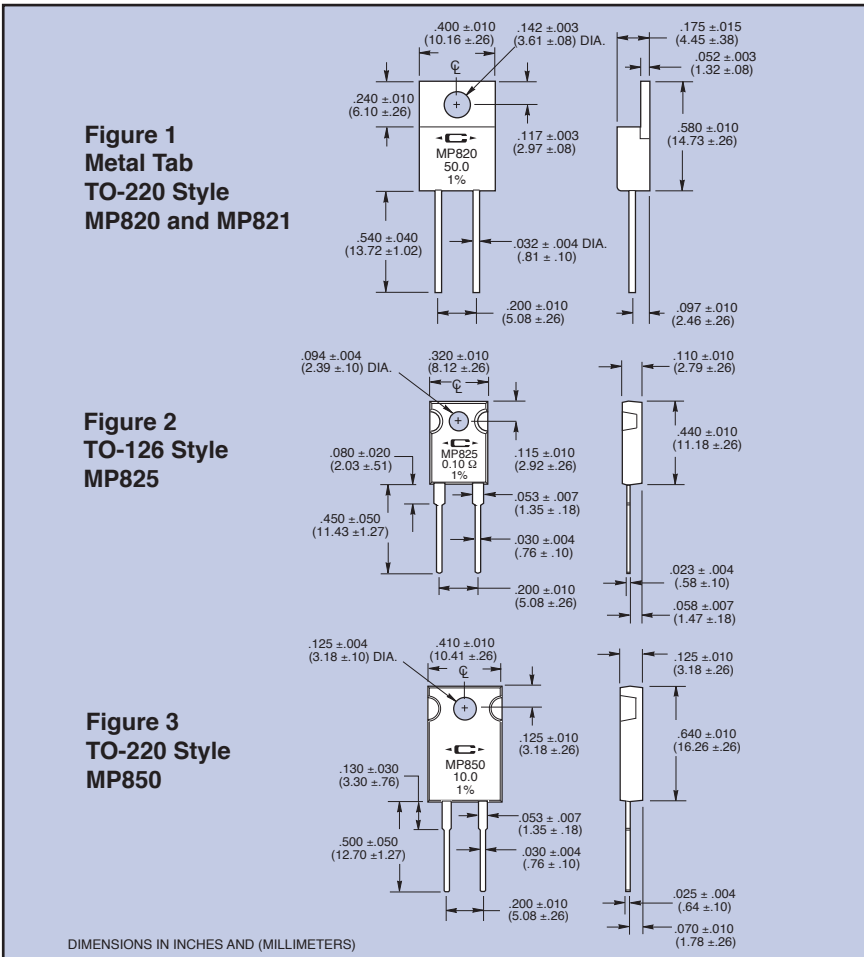 .400 ±.010
(10.16 ±.26)
.142 ±.003
(3.61 ±.08) DIA.
.175 ±.015
(4.45 ±.38)
.052 ±.003
(1.32 ±.08)
℄
.240 ±.010
(6.10 ±.26)
.117 ±.003
(2.97 ±.08)
.580 ±.010
(14.73 ±.26)
Figure 1
Metal Tab
TO-220 Style
MP820 and MP821
C
MP820
50.0
1%
.540 ±.040
(13.72 ±1.02)
.032 ± .004 DIA.
(.81 ± .10)
.200 ±.010
(5.08 ±.26)
.097 ±.010
(2.46 ±.26)
.094 ±.004
(2.39 ±.10) DIA.
.320 ±.010
(8.12 ±.26)
℄
.110 ±.010
(2.79 ±.26)
Figure 2
TO-126 Style
MP825
C
MP825
0.10 Ω
1%
.080 ±.020
(2.03 ±.51)
.115 ±.010
(2.92 ±.26)
.440 ±.010
(11.18 ±.26)
.053 ± .007
(1.35 ± .18)
.450 ±.050
(11.43 ±1.27)
.030 ± .004
(.76 ± .10)
.200 ±.010
(5.08 ±.26)
.023 ± .004
(.58 ±.10)
.058 ±.007
(1.47 ±.18)
.125 ±.004
(3.18 ±.10) DIA.
.410 ±.010
(10.41 ±.26)
℄
.125 ±.010
(3.18 ±.26)
Figure 3
TO-220 Style
MP850
C
MP850
10.0
1%
.125 ±.010
(3.18 ±.26)
.640 ±.010
(16.26 ±.26)
.130 ±.030
(3.30 ±.76)
.053 ± .007
(1.35 ± .18)
.500 ±.050
(12.70 ±1.27)
.030 ±.004
(.76 ± .10)
.200 ±.010
(5.08 ±.26)
.025 ± .004
(.64 ±.10)
.070 ±.010
(1.78 ±.26)
DIMENSIONS IN INCHES AND (MILLIMETERS)